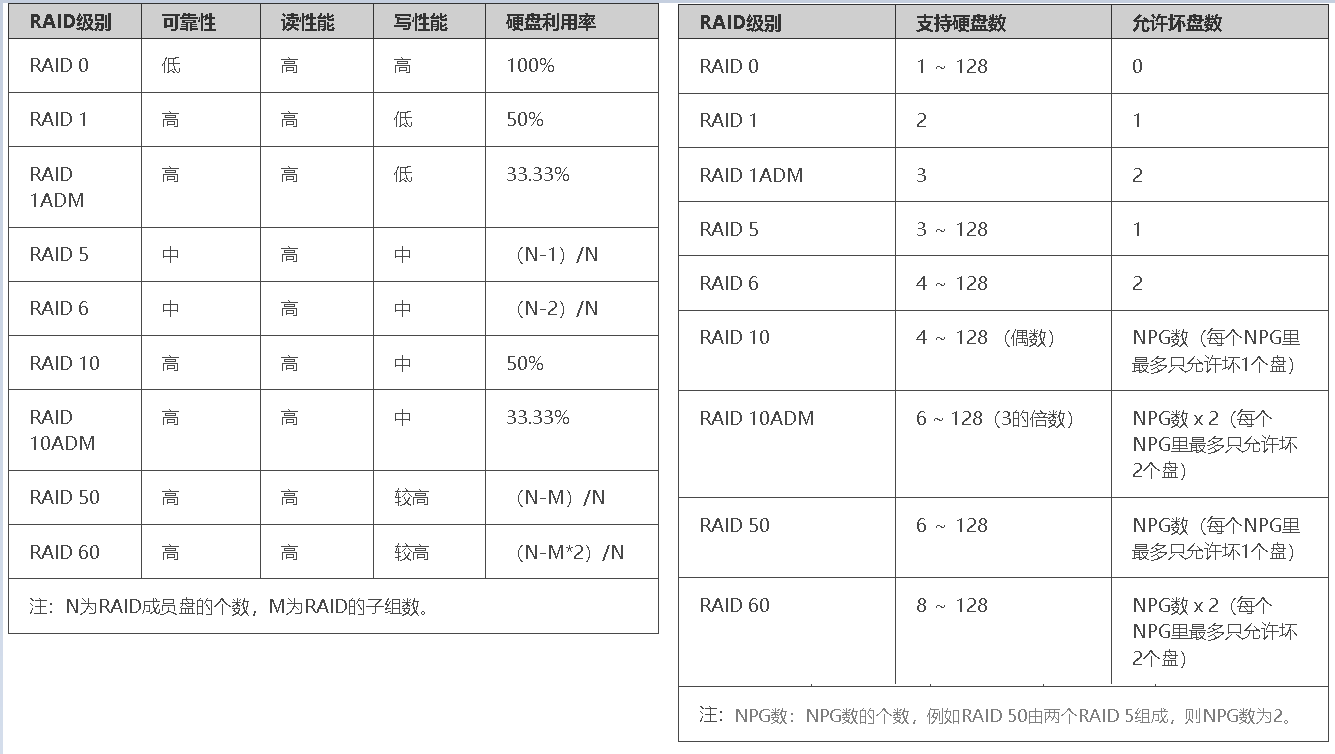 RAID级别 可靠性 读性能 写性能 硬盘利用率
RAID 0 低 高 高 100%
RAID 1 高 高 低 50%
RAID
1ADM 高 高 低 33.33%
RAID 5 中 高 中 （N-1）/N
RAID 6 中 高 中 （N-2）/N
RAID 10 高 高 中 50%
RAID
10ADM 高 高 中 33.33%
RAID 50 高 高 较高 （N-M）/N
RAID 60 高 高 较高 （N-M*2）/N
注：N为RAID成员盘的个数，M为RAID的子组数。
RAID级别 支持硬盘数 允许坏盘数
RAID 0 1 ~ 128 0
RAID 1 2 1
RAID 1ADM 3 2
RAID 5 3 ~ 128 1
RAID 6 4 ~ 128 2
RAID 10 4 ~ 128 （偶数） NPG数（每个NPG里
最多只允许坏1个盘）
RAID 10ADM 6 ~ 128（3的倍数） NPG数 x 2（每个
NPG里最多只允许坏
2个盘）
RAID 50 6 ~ 128 NPG数（每个NPG里
最多只允许坏1个盘）
RAID 60 8 ~ 128 NPG数 x 2（每个
NPG里最多只允许坏
2个盘）
注：NPG数：NPG数的个数，例如RAID 50由两个RAID 5组成，则NPG数为2。